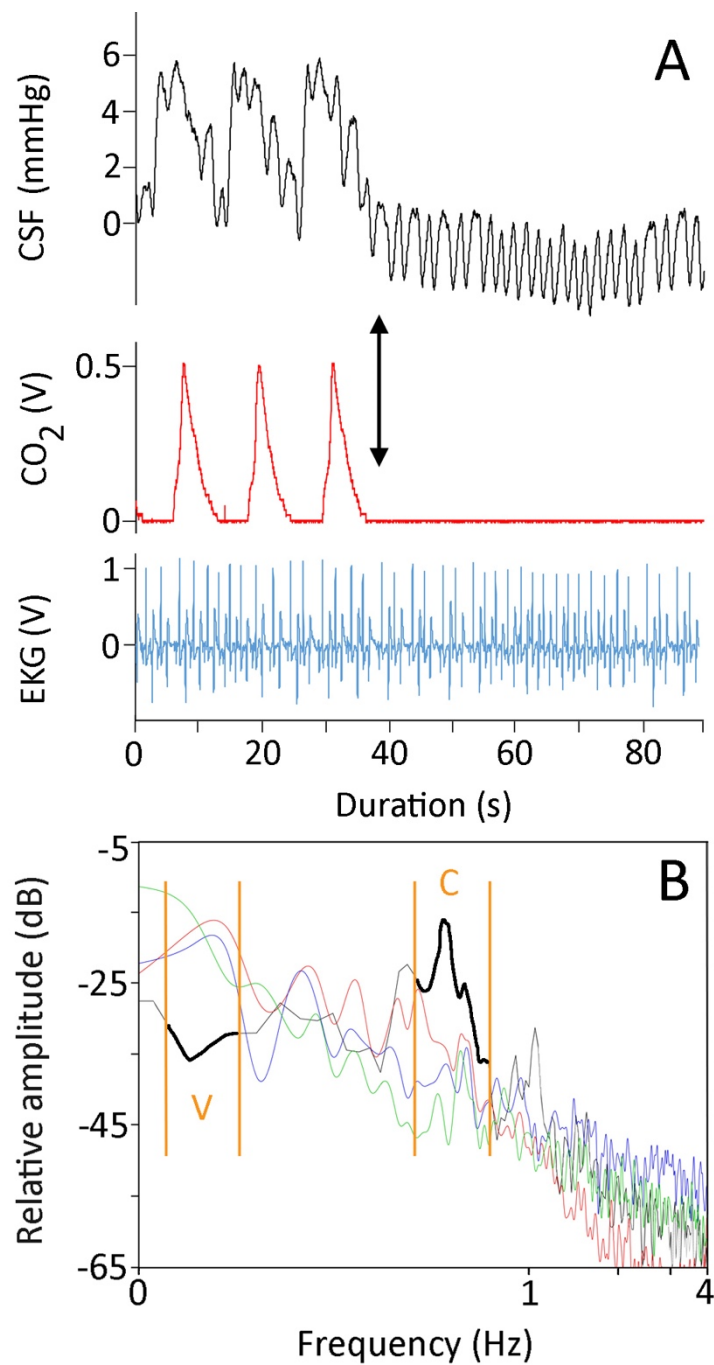 A
CSF (mmHg)
6
4
2
0
CO2 (V)
0.5
0
EKG (V)
1
0
0 20 40 60 80
Duration (s)
B
Relative amplitude (dB)
-5
-25
-45
-65
C
V
0 1 4
Frequency (Hz)